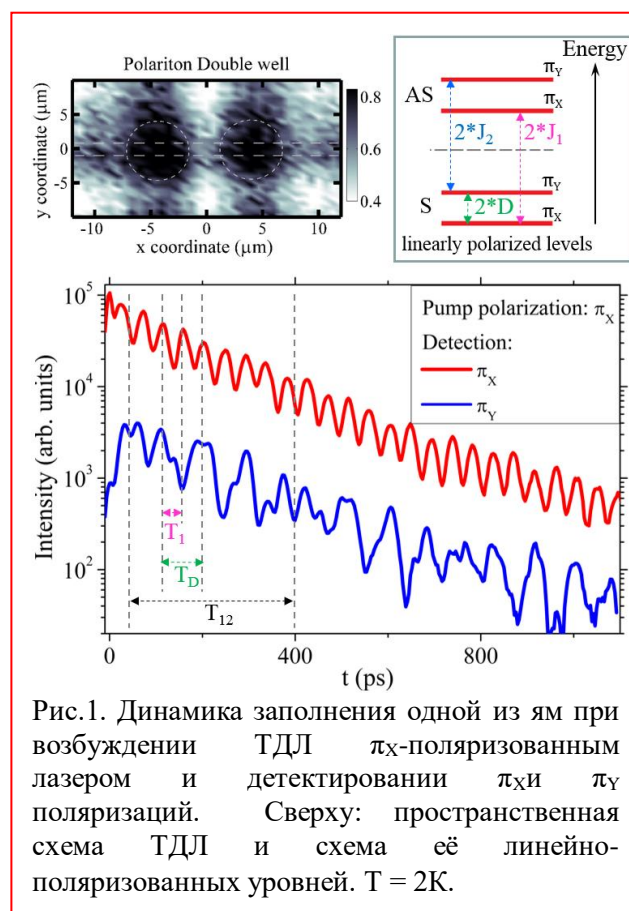 Polariton Double well
y coordinate (μm)
5
0
-5
-10
-5
0
5
10
x coordinate (μm)
0.8
0.6
0.4
Energy
π_Y
AS
π_X
2*J_2
2*J_1
π_Y
S
2*D
π_X
linearly polarized levels
Intensity (arb. units)
10^5
10^4
10^3
10^2
Pump polarization: π_X
Detection:
π_X
π_Y
T_1
T_D
T_12
0
400
800
t (ps)
Рис.1. Динамика заполнения одной из ям при
возбуждении ТДЛ π_X-поляризованным
лазером и детектировании π_Xи π_Y
поляризаций. Сверху: пространственная
схема ТДЛ и схема её линейно-
поляризованных уровней. T = 2K.